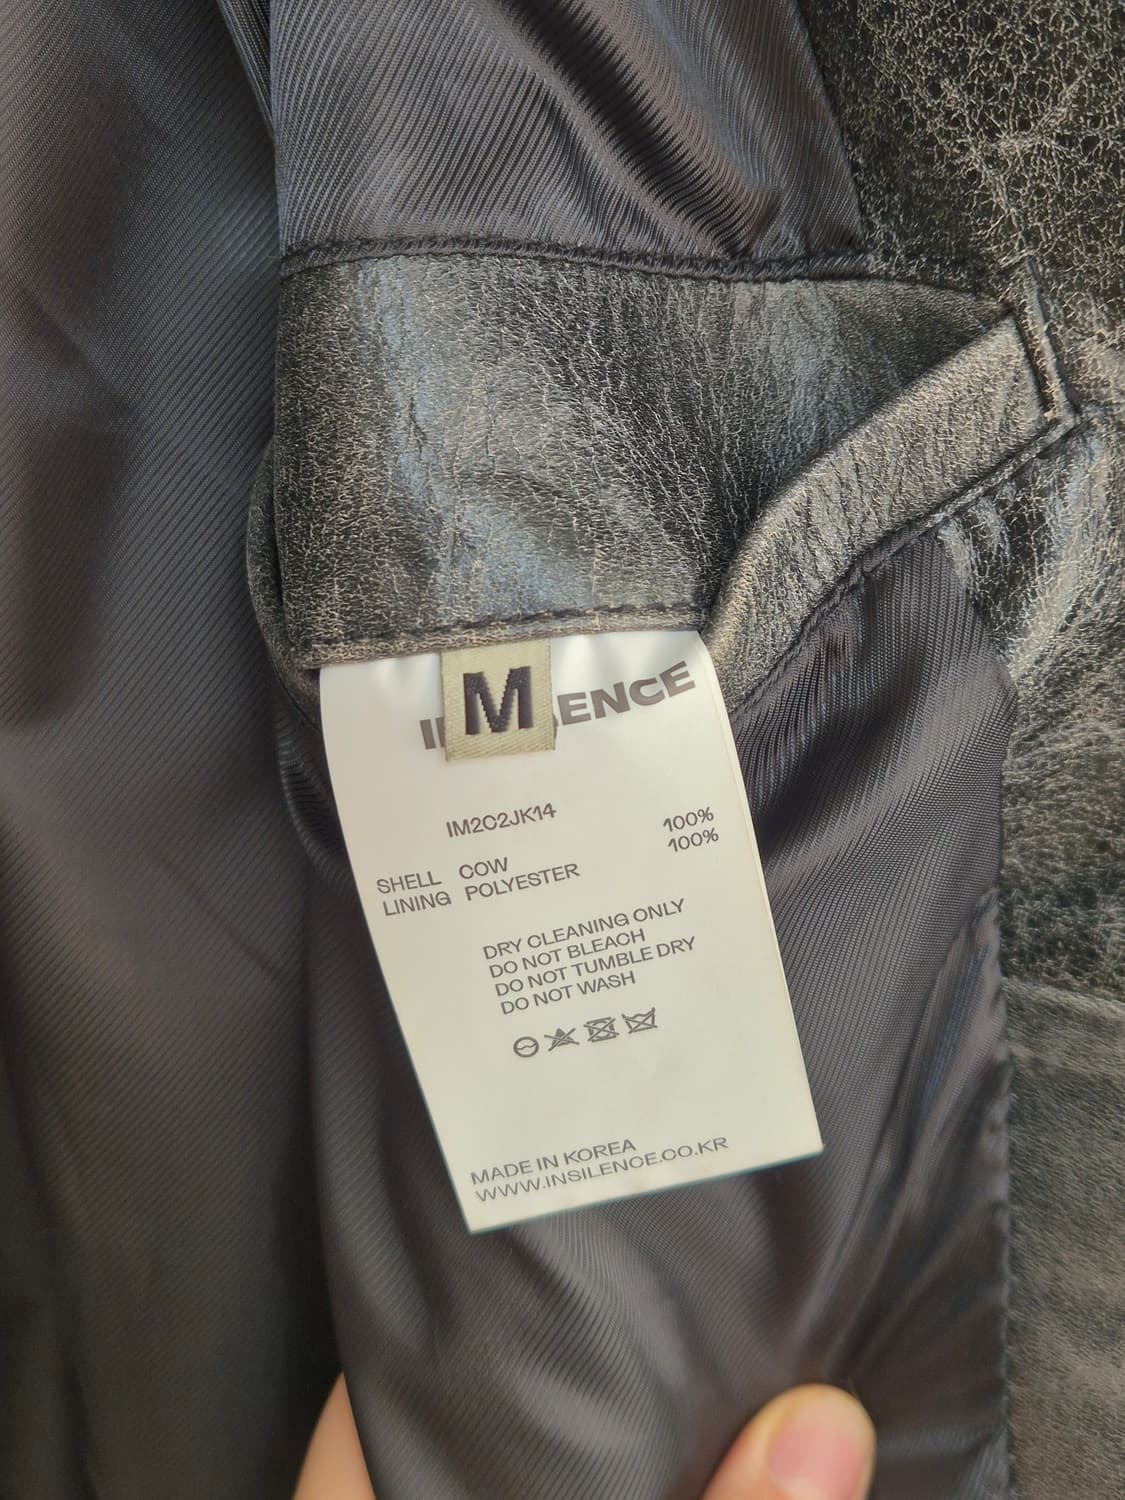 M
ENCE
IM2C2JK14
SHELL COW 100%
LINING POLYESTER 100%
DRY CLEANING ONLY
DO NOT BLEACH
DO NOT TUMBLE DRY
DO NOT WASH
MADE IN KOREA
WWW.INSILENCE.CO.KR